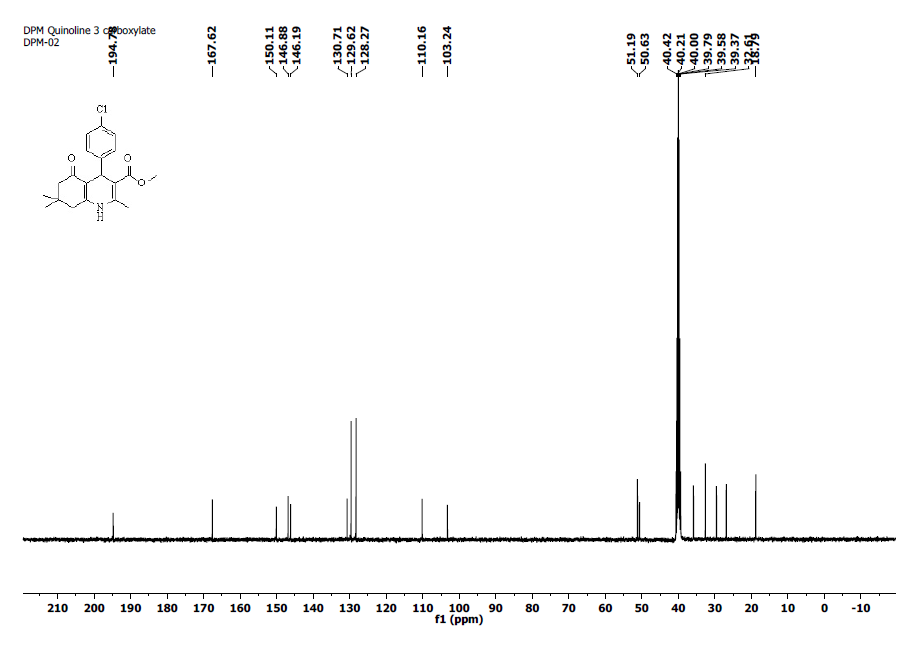 DPM Quinoline 3 carboxylate
DPM-02
194.78
167.62
150.11
146.88
146.19
130.71
129.62
128.27
110.16
103.24
51.19
50.63
40.42
40.21
40.00
39.79
39.58
39.37
32.61
18.79
Cl
O
O
O
N
H
210 200 190 180 170 160 150 140 130 120 110 100 90 80 70 60 50 40 30 20 10 0 -10
f1 (ppm)